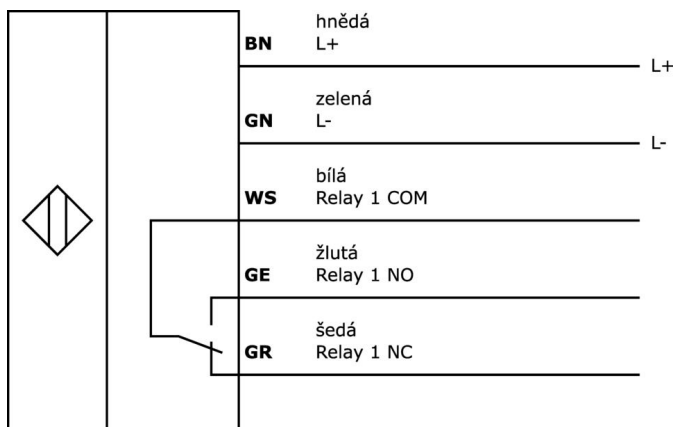 hnědá
BN L+
L+
zelená
GN L-
L-
bílá
WS Relay 1 COM
žlutá
GE Relay 1 NO
šedá
GR Relay 1 NC